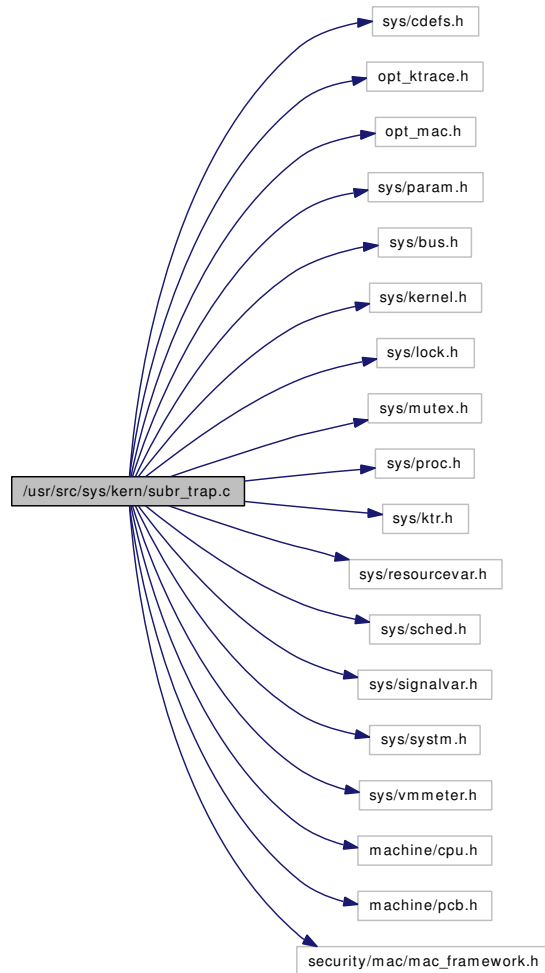 sys/cdefs.h
opt_ktrace.h
opt_mac.h
sys/param.h
sys/bus.h
sys/kernel.h
sys/lock.h
sys/mutex.h
sys/proc.h
/usr/src/sys/kern/subr_trap.c
sys/ktr.h
sys/resourcevar.h
sys/sched.h
sys/signalvar.h
sys/systm.h
sys/vmmeter.h
machine/cpu.h
machine/pcb.h
security/mac/mac_framework.h